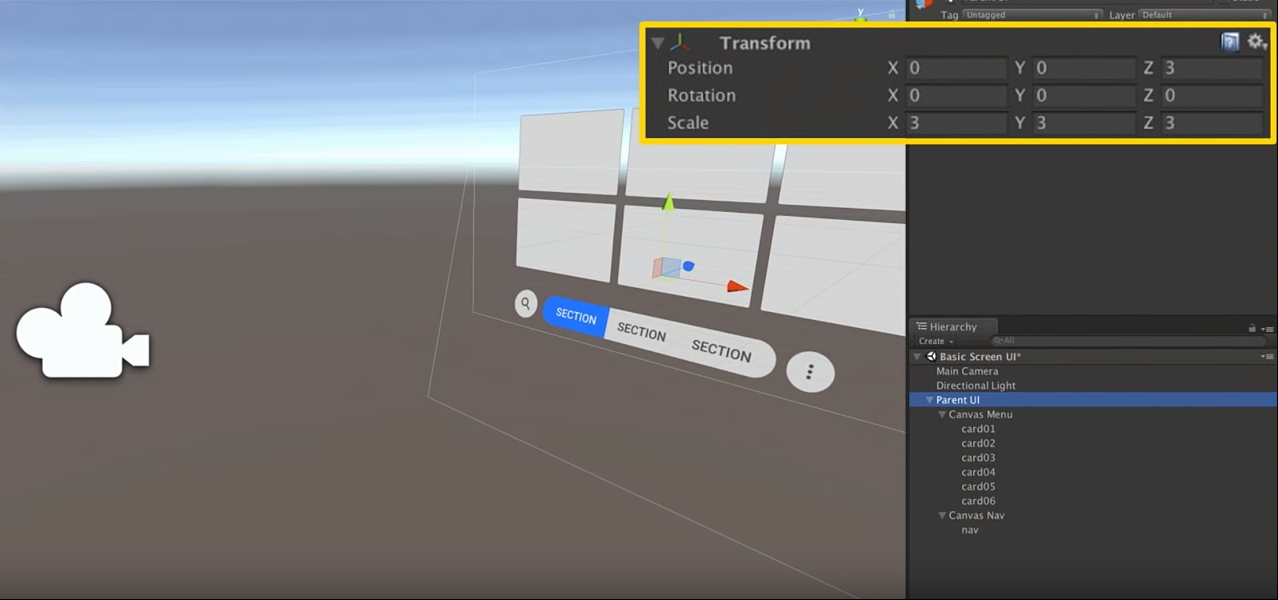 y
Tag Untagged Layer Default
Transform
Position X 0 Y 0 Z 3
Rotation X 0 Y 0 Z 0
Scale X 3 Y 3 Z 3
SECTION SECTION SECTION
Hierarchy
Create All
Basic Screen UI*
Main Camera
Directional Light
Parent UI
Canvas Menu
card01
card02
card03
card04
card05
card06
Canvas Nav
nav